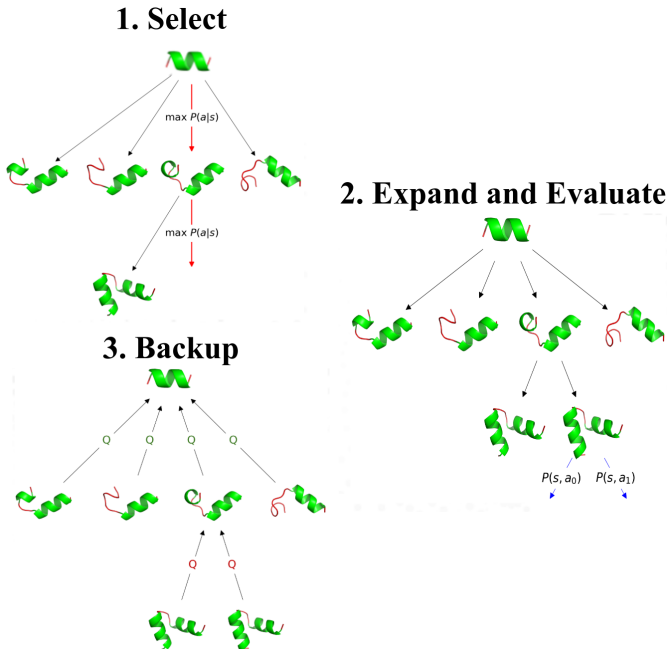 1. Select
max P(a|s)
max P(a|s)
2. Expand and Evaluate
P(s, a₀) P(s, a₁)
3. Backup
Q Q Q Q
Q Q